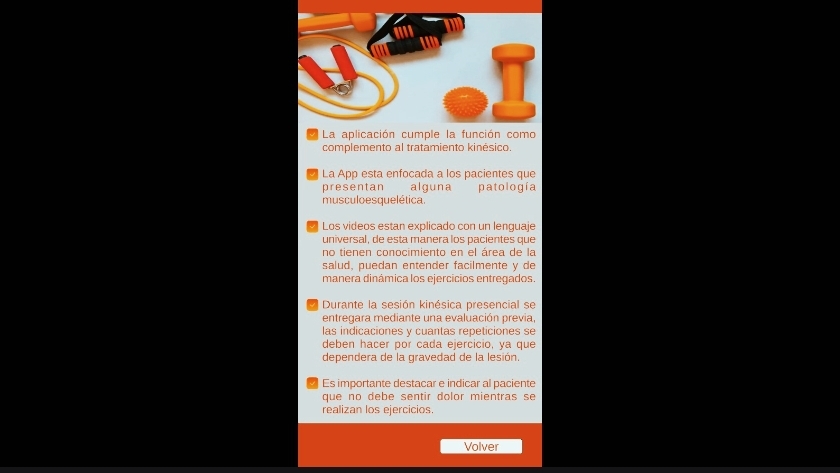 La aplicación cumple la función como
complemento al tratamiento kinésico.
La App esta enfocada a los pacientes que
presentan alguna patología
musculoesquelética.
Los videos estan explicado con un lenguaje
universal, de esta manera los pacientes que
no tienen conocimiento en el área de la
salud, puedan entender facilmente y de
manera dinámica los ejercicios entregados.
Durante la sesión kinésica presencial se
entregara mediante una evaluación previa,
las indicaciones y cuantas repeticiones se
deben hacer por cada ejercicio, ya que
dependera de la gravedad de la lesión.
Es importante destacar e indicar al paciente
que no debe sentir dolor mientras se
realizan los ejercicios.
Volver